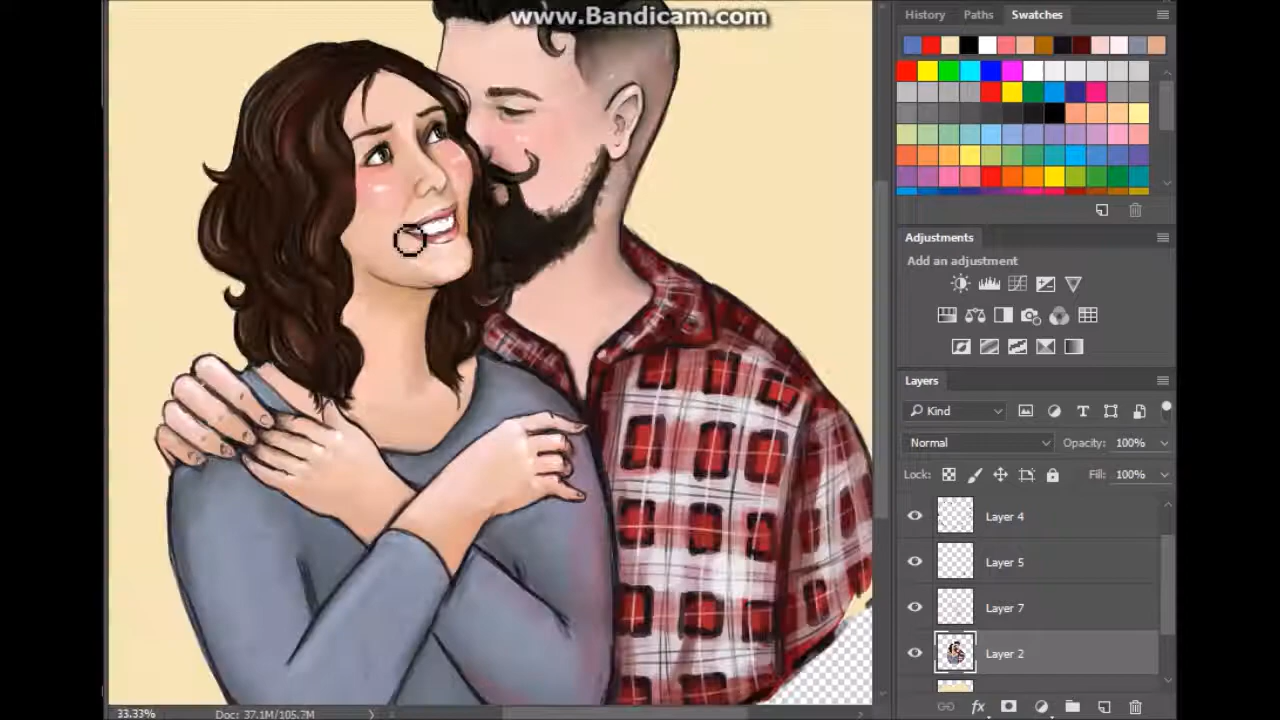 www.Bandicam.com
History Paths Swatches
Adjustments
Add an adjustment
Layers
Kind
Normal Opacity: 100%
Lock: Fill: 100%
Layer 4
Layer 5
Layer 7
Layer 2
33.33% Doc: 37.1M/105.7M